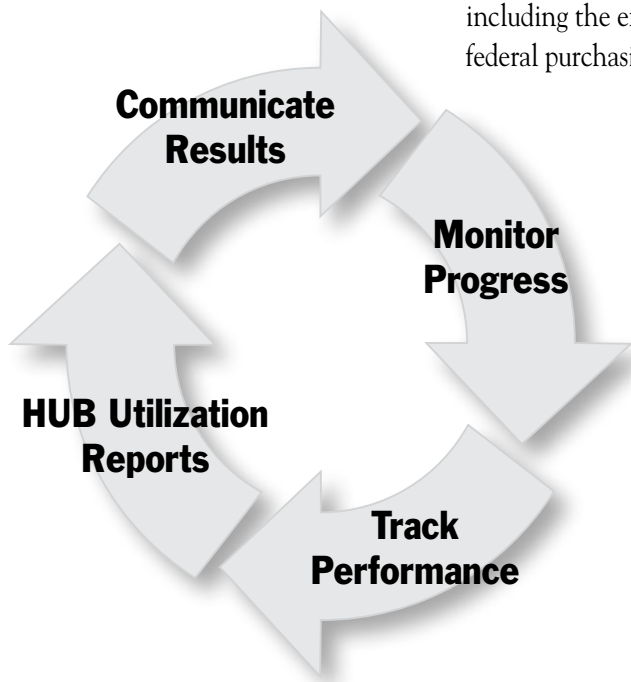 including the
federal
Communicate
Results
Monitor
Progress
HUB Utilization
Reports
Track
Performance